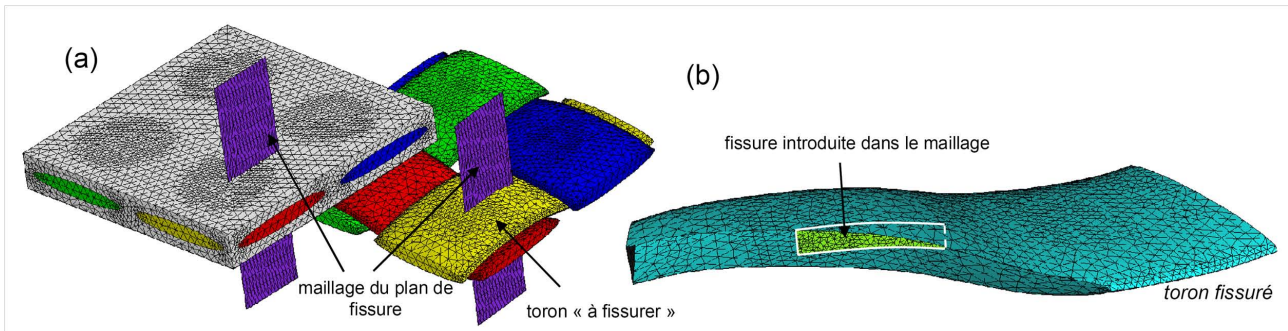 (a)
maillage du plan de
fissure
toron « à fissurer »
(b)
fissure introduite dans le maillage
toron fissuré